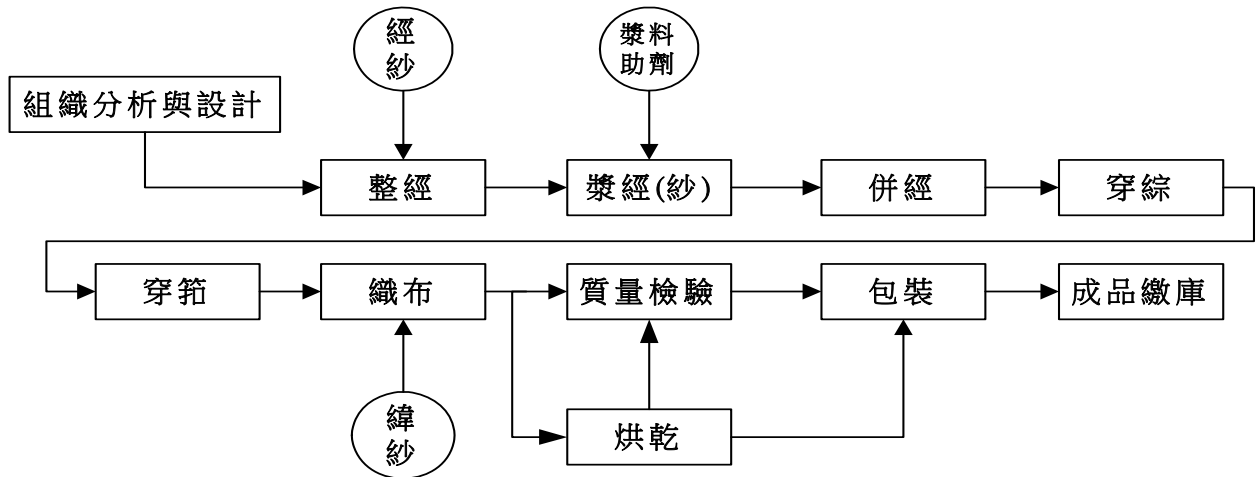 經
紗
漿料
助劑
組織分析與設計
整經
漿經(紗)
併經
穿綜
穿筘
織布
質量檢驗
包裝
成品繳庫
緯
紗
烘乾